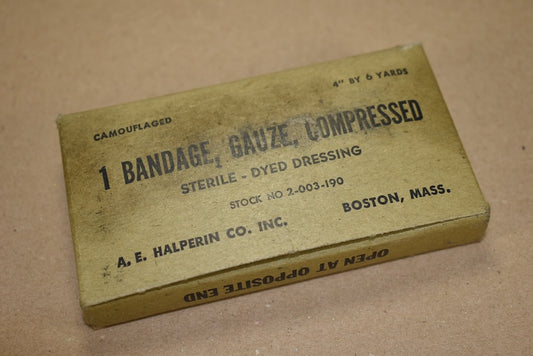 CAMOUFLAGED
4" BY 6 YARDS
1 BANDAGE, GAUZE, COMPRESSED
STERILE - DYED DRESSING
STOCK NO 2-003-190
A. E. HALPERIN CO. INC.
BOSTON, MASS.
OPEN AT OPPOSITE END